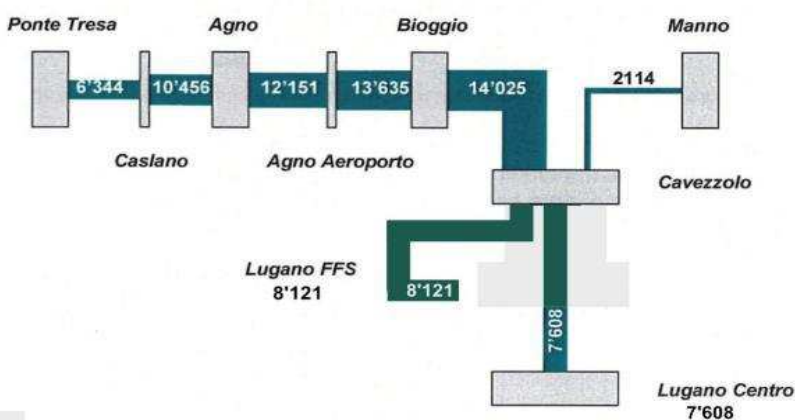 Ponte Tresa
Agno
Bioggio
Manno
6’344
10’456
12’151
13’635
14’025
2114
Caslano
Agno Aeroporto
Cavezzolo
Lugano FFS
8'121
8’121
7’608
Lugano Centro
7'608